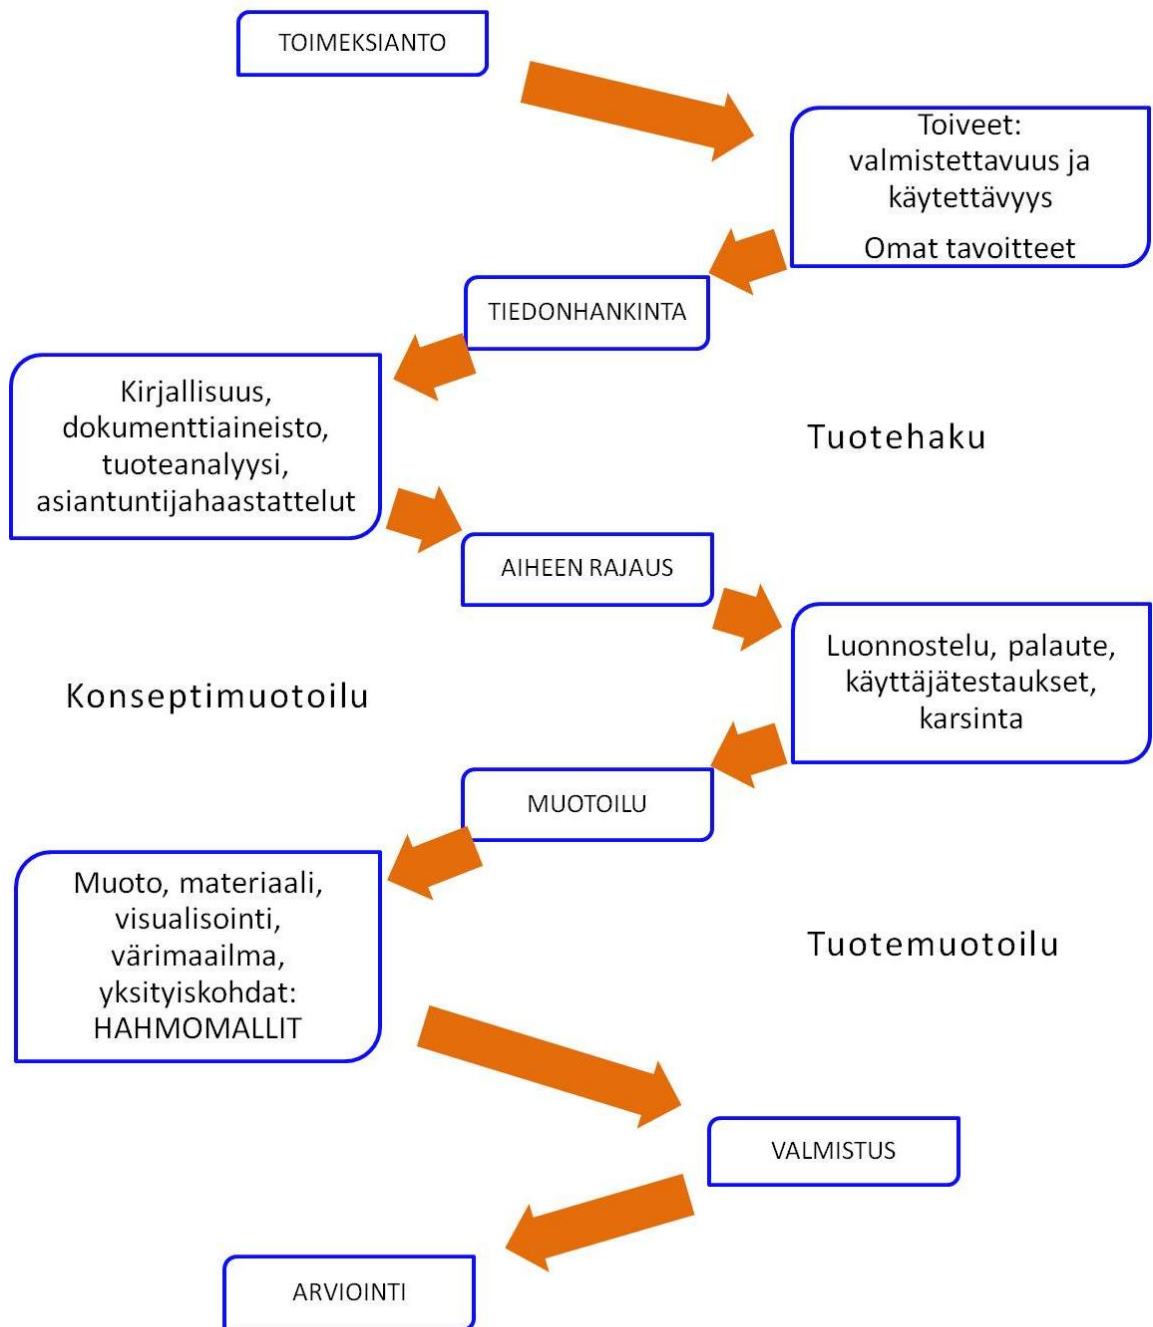 TOIMEKSIANTO
Toiveet:
valmistettavuus ja
käytettävyys
Omat tavoitteet
TIEDONHANKINTA
Kirjallisuus,
dokumenttiaineisto,
tuoteanalyysi,
asiantuntijahaastattelut
Tuotehaku
AIHEEN RAJAUS
Luonnostelu, palaute,
käyttäjätestaukset,
karsinta
Konseptimuotoilu
MUOTOILU
Muoto, materiaali,
visualisointi,
värimaailma,
yksityiskohdat:
HAHMOMALLIT
Tuotemuotoilu
VALMISTUS
ARVIOINTI